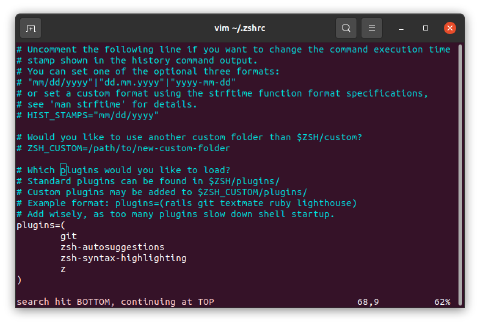 vim ~/.zshrc
# Uncomment the following line if you want to change the command execution time
# stamp shown in the history command output.
# You can set one of the optional three formats:
# "mm/dd/yyyy"|"dd.mm.yyyy"|"yyyy-mm-dd"
# or set a custom format using the strftime function format specifications,
# see 'man strftime' for details.
# HIST_STAMPS="mm/dd/yyyy"
# Would you like to use another custom folder than $ZSH/custom?
# ZSH_CUSTOM=/path/to/new-custom-folder
# Which plugins would you like to load?
# Standard plugins can be found in $ZSH/plugins/
# Custom plugins may be added to $ZSH_CUSTOM/plugins/
# Example format: plugins=(rails git textmate ruby lighthouse)
# Add wisely, as too many plugins slow down shell startup.
plugins=(
git
zsh-autosuggestions
zsh-syntax-highlighting
z
)
search hit BOTTOM, continuing at TOP 68,9 62%